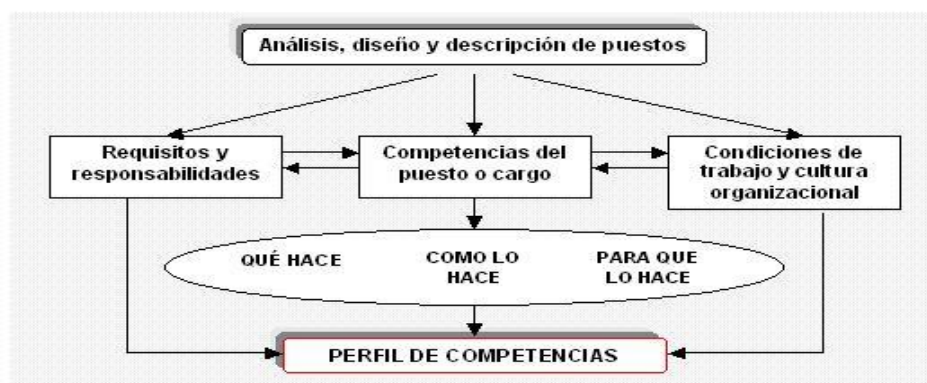 Análisis, diseño y descripción de puestos
Requisitos y
responsabilidades
Competencias del
puesto o cargo
Condiciones de
trabajo y cultura
organizacional
QUÉ HACE
COMO LO
HACE
PARA QUE
LO HACE
PERFIL DE COMPETENCIAS